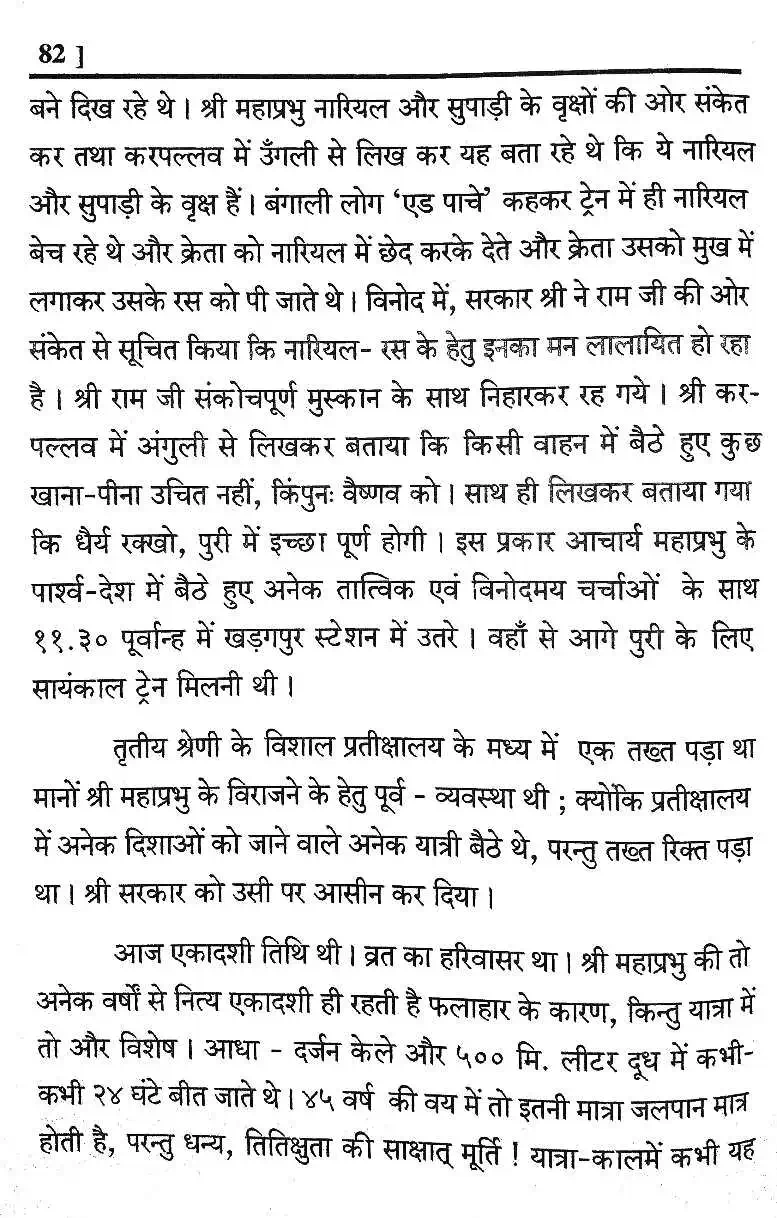 82 ]
बने दिख रहे थे । श्री महाप्रभु नारियल और सुपाड़ी के वृक्षों की ओर संकेत
कर तथा करपल्लव में उँगली से लिख कर यह बता रहे थे कि ये नारियल
और सुपाड़ी के वृक्ष हैं । बंगाली लोग ‘एड पाचे’ कहकर ट्रेन में ही नारियल
बेच रहे थे और क्रेता को नारियल में छेद करके देते और क्रेता उसको मुख में
लगाकर उसके रस को पी जाते थे । विनोद में, सरकार श्री ने राम जी की ओर
संकेत से सूचित किया कि नारियल- रस के हेतु इनका मन लालायित हो रहा
है । श्री राम जी संकोचपूर्ण मुस्कान के साथ निहारकर रह गये । श्री कर-
पल्लव में अंगुली से लिखकर बताया कि किसी वाहन में बैठे हुए कुछ
खाना-पीना उचित नहीं, किंपुनः वैष्णव को । साथ ही लिखकर बताया गया
कि धैर्य रक्खो, पुरी में इच्छा पूर्ण होगी । इस प्रकार आचार्य महाप्रभु के
पार्श्व-देश में बैठे हुए अनेक तात्विक एवं विनोदमय चर्चाओं के साथ
११.३० पूर्वान्ह में खड़गपुर स्टेशन में उतरे । वहाँ से आगे पुरी के लिए
सायंकाल ट्रेन मिलनी थी ।
तृतीय श्रेणी के विशाल प्रतीक्षालय के मध्य में एक तख्त पड़ा था
मानों श्री महाप्रभु के विराजने के हेतु पूर्व - व्यवस्था थी ; क्योंकि प्रतीक्षालय
में अनेक दिशाओं को जाने वाले अनेक यात्री बैठे थे, परन्तु तख्त रिक्त पड़ा
था । श्री सरकार को उसी पर आसीन कर दिया ।
आज एकादशी तिथि थी । व्रत का हरिवासर था । श्री महाप्रभु की तो
अनेक वर्षों से नित्य एकादशी ही रहती है फलाहार के कारण, किन्तु यात्रा में
तो और विशेष । आधा - दर्जन केले और ५०० मि. लीटर दूध में कभी-
कभी २४ घंटे बीत जाते थे । ४५ वर्ष की वय में तो इतनी मात्रा जलपान मात्र
होती है, परन्तु धन्य, तितिक्षुता की साक्षात् मूर्ति ! यात्रा-कालमें कभी यह